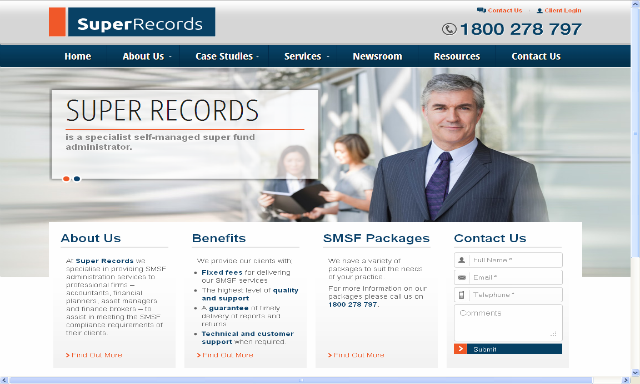 SuperRecords
Contact Us Client Login
1800 278 797
Home About Us Case Studies Services Newsroom Resources Contact Us
SUPER RECORDS
is a specialist self-managed super fund
administrator.
About Us
At Super Records we
specialise in providing SMSF
administration services to
professional firms –
accountants, financial
planners, asset managers
and finance brokers – to
assist in meeting the SMSF
compliance requirements of
their clients.
> Find Out More
Benefits
We provide our clients with:
Fixed fees for delivering
our SMSF services
The highest level of quality
and support
A guarantee of timely
delivery of reports and
returns
Technical and customer
support when required.
> Find Out More
SMSF Packages
We have a variety of
packages to suit the needs
of your practice.
For more information on our
packages please call us on
1800 278 797.
> Find Out More
Contact Us
Full Name *
Email *
Telephone *
Comments
> Submit